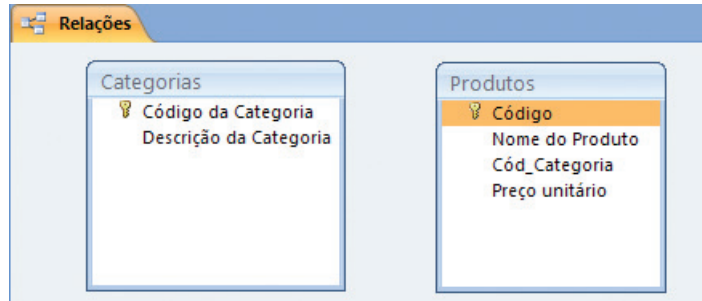 Relações
Categorias
Código da Categoria
Descrição da Categoria
Produtos
Código
Nome do Produto
Cód_Categoria
Preço unitário